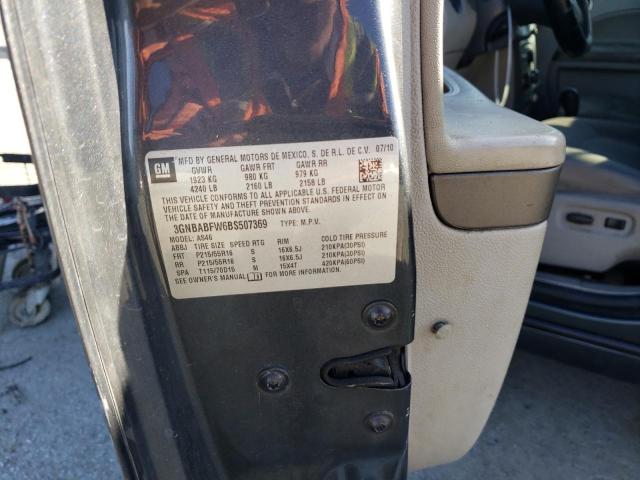 GM
MFD BY GENERAL MOTORS DE MEXICO, S. DE R.L. DE C.V. 07/10
GVWR GAWR FRT GAWR RR
1923 KG 980 KG 979 KG
4240 LB 2160 LB 2158 LB
THIS VEHICLE CONFORMS TO ALL APPLICABLE U.S. FEDERAL MOTOR
VEHICLE SAFETY AND THEFT PREVENTION STANDARDS IN EFFECT ON
THE DATE OF MANUFACTURE SHOWN ABOVE.
3GNBABFW6BS507369 TYPE: M.P.V.
MODEL: AS46
ABBJ TIRE SIZE SPEED RTG RIM COLD TIRE PRESSURE
FRT P215/55R16 S 16X6.5J 210KPA(30PSI)
RR P215/55R16 S 16X6.5J 210KPA(30PSI)
SPA T115/70D15 M 15X4T 420KPA(60PSI)
SEE OWNER'S MANUAL